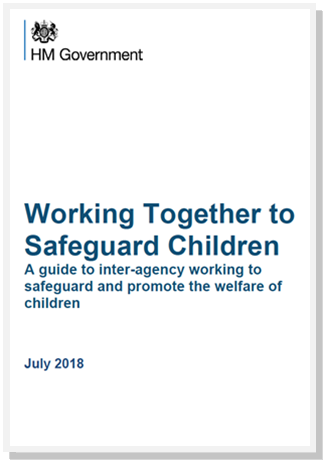 HM Government
Working Together to
Safeguard Children
A guide to inter-agency working to
safeguard and promote the welfare of
children
July 2018